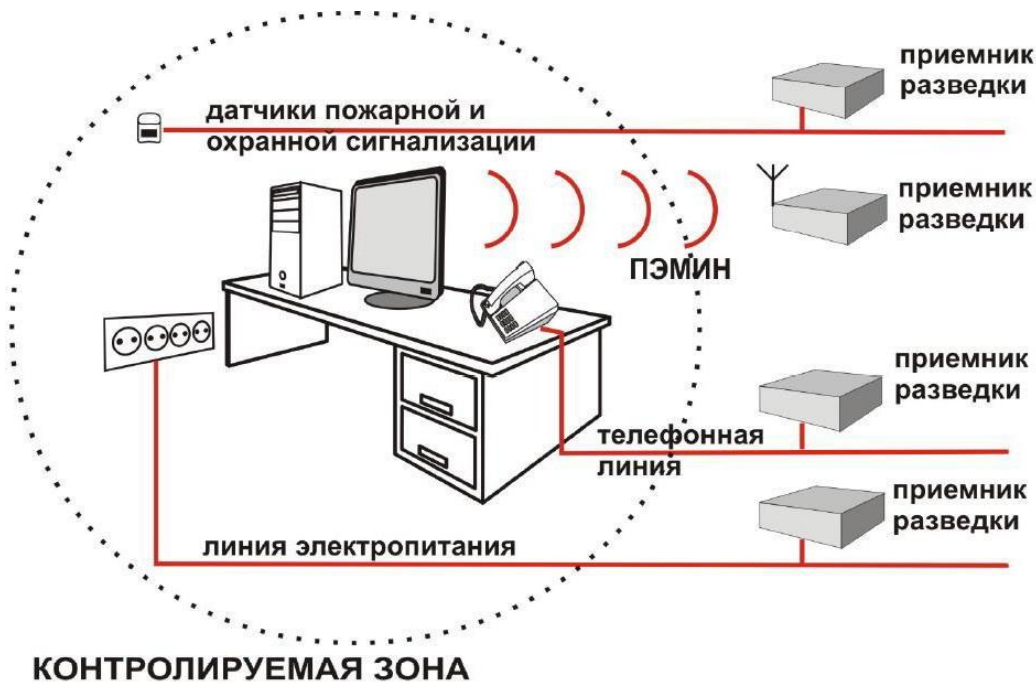 приемник
разведки
датчики пожарной и
охранной сигнализации
приемник
разведки
ПЭМИН
приемник
разведки
телефонная
линия
приемник
разведки
линия электропитания
КОНТРОЛИРУЕМАЯ ЗОНА